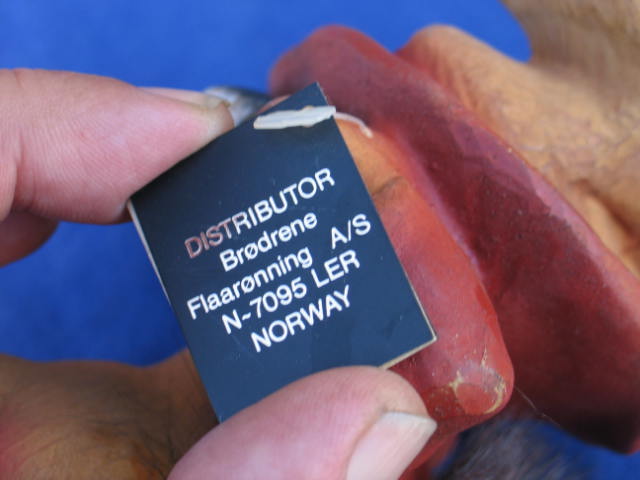 DISTRIBUTOR
Brødrene
Flaarønning A/S
N-7095 LER
NORWAY